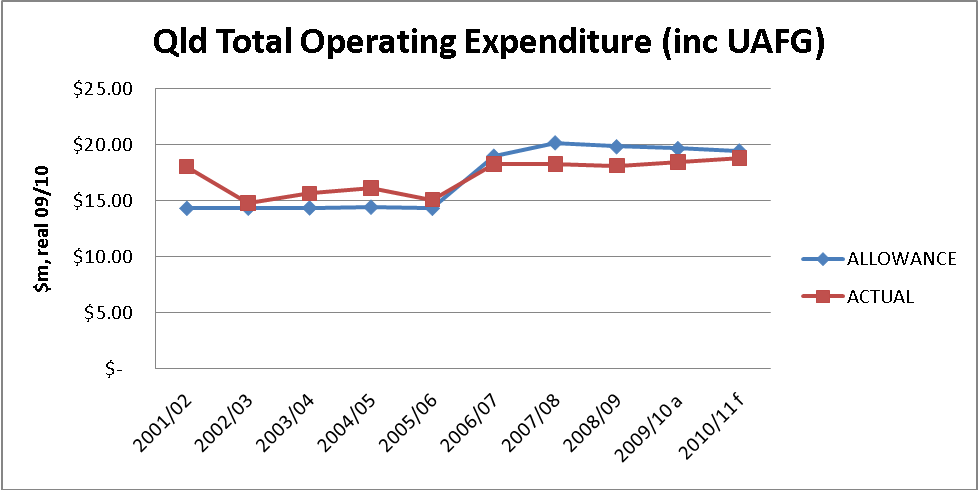 Qld Total Operating Expenditure (inc UAFG)
$25.00
$20.00
$15.00
$10.00
$5.00
$-
$m, real 09/10
2001/02
2002/03
2003/04
2004/05
2005/06
2006/07
2007/08
2008/09
2009/10 a
2010/11 f
ALLOWANCE
ACTUAL